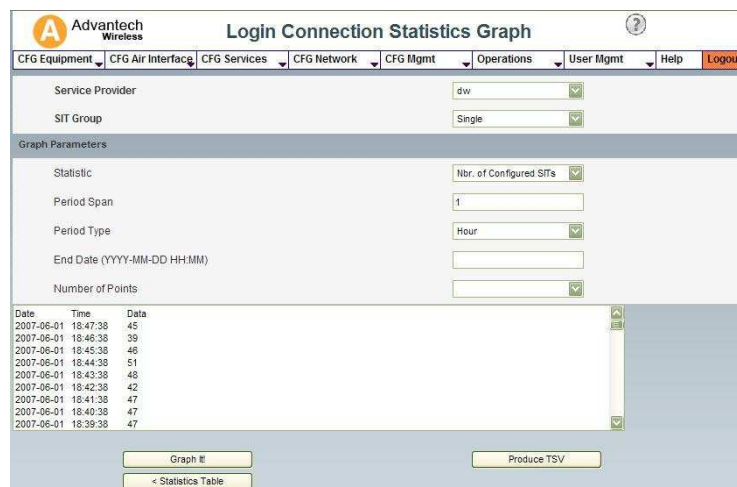 Advantech
Wireless
Login Connection Statistics Graph
?
CFG Equipment CFG Air Interface CFG Services CFG Network CFG Mgmt Operations User Mgmt Help Logou
Service Provider dw
SIT Group Single
Graph Parameters
Statistic Nbr. of Configured SITs
Period Span 1
Period Type Hour
End Date (YYYY-MM-DD HH:MM)
Number of Points
Date Time Data
2007-06-01 18:47:38 45
2007-06-01 18:46:38 39
2007-06-01 18:45:38 46
2007-06-01 18:44:38 51
2007-06-01 18:43:38 48
2007-06-01 18:42:38 42
2007-06-01 18:41:38 47
2007-06-01 18:40:38 47
2007-06-01 18:39:38 47
Graph It! Produce TSV
< Statistics Table